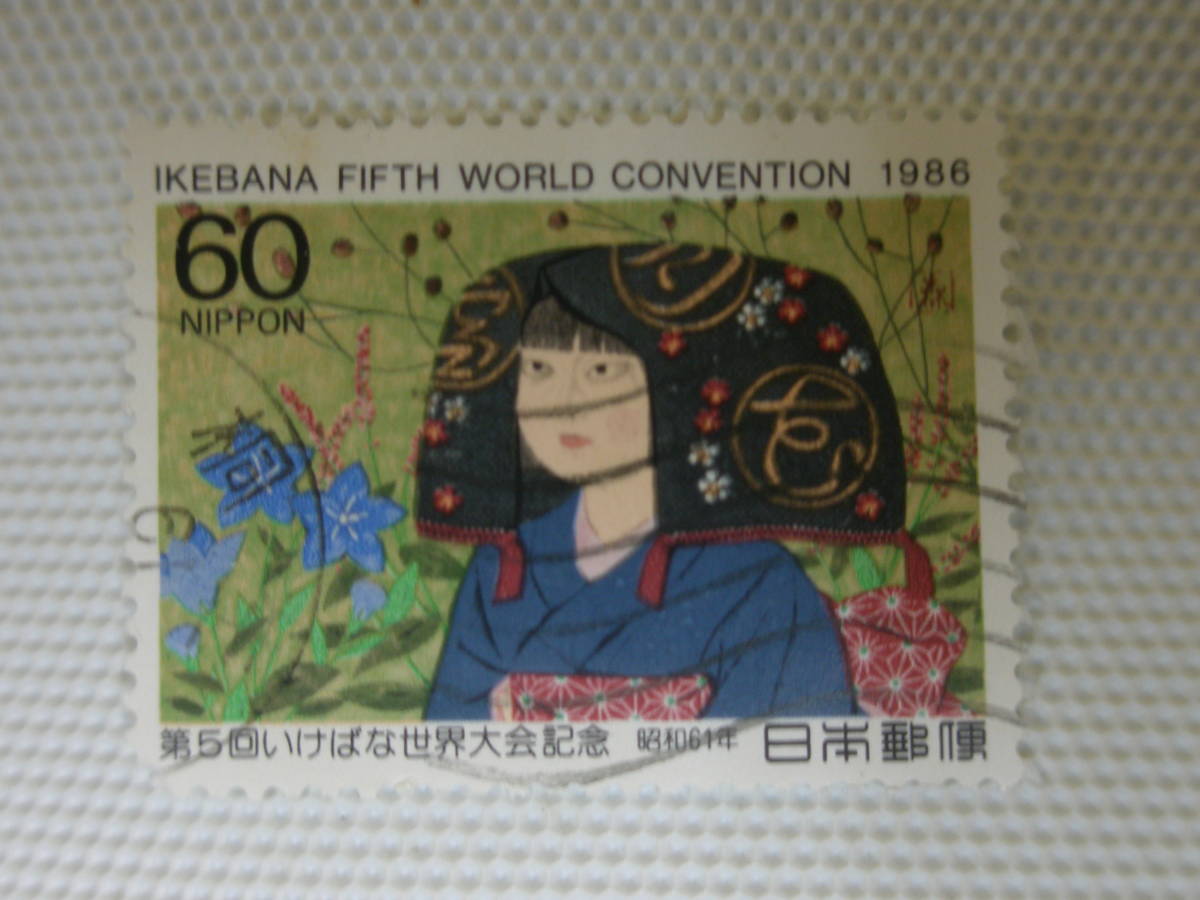 IKEBANA FIFTH WORLD CONVENTION 1986
60
NIPPON
第5回いけばな世界大会記念 昭和61年 日本郵便